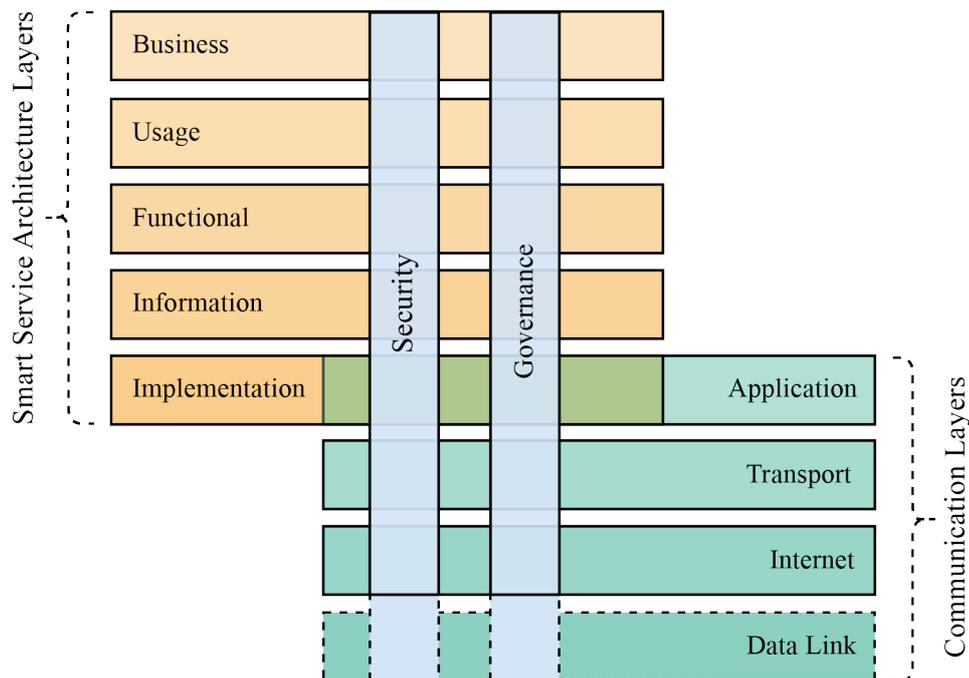 Smart Service Architecture Layers
Business
Usage
Functional
Information
Implementation
Security
Governance
Application
Transport
Internet
Data Link
Communication Layers